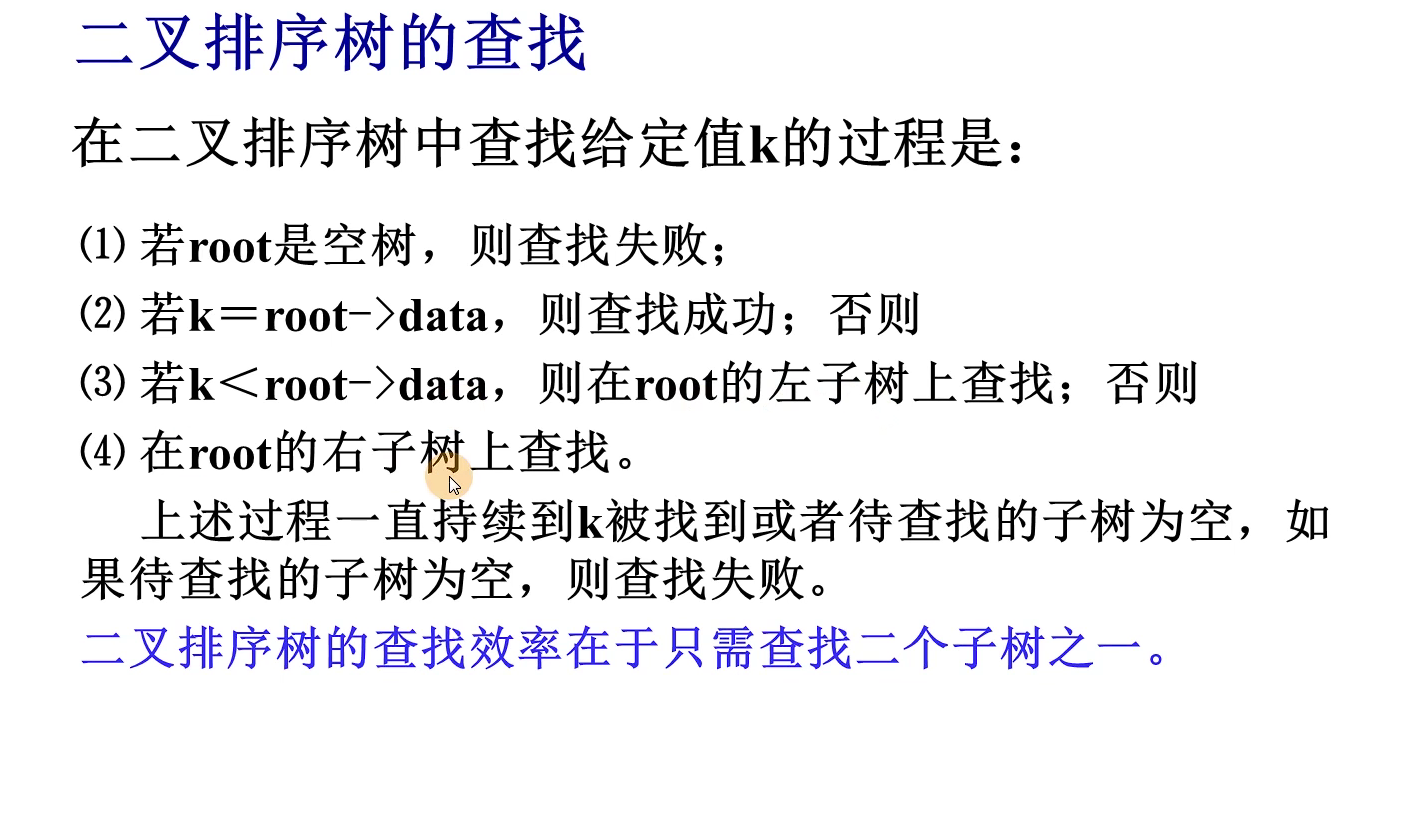 二叉排序树的查找
在二叉排序树中查找给定值k的过程是：
⑴ 若root是空树，则查找失败；
⑵ 若k＝root->data，则查找成功；否则
⑶ 若k＜root->data，则在root的左子树上查找；否则
⑷ 在root的右子树上查找。
上述过程一直持续到k被找到或者待查找的子树为空，如
果待查找的子树为空，则查找失败。
二叉排序树的查找效率在于只需查找二个子树之一。